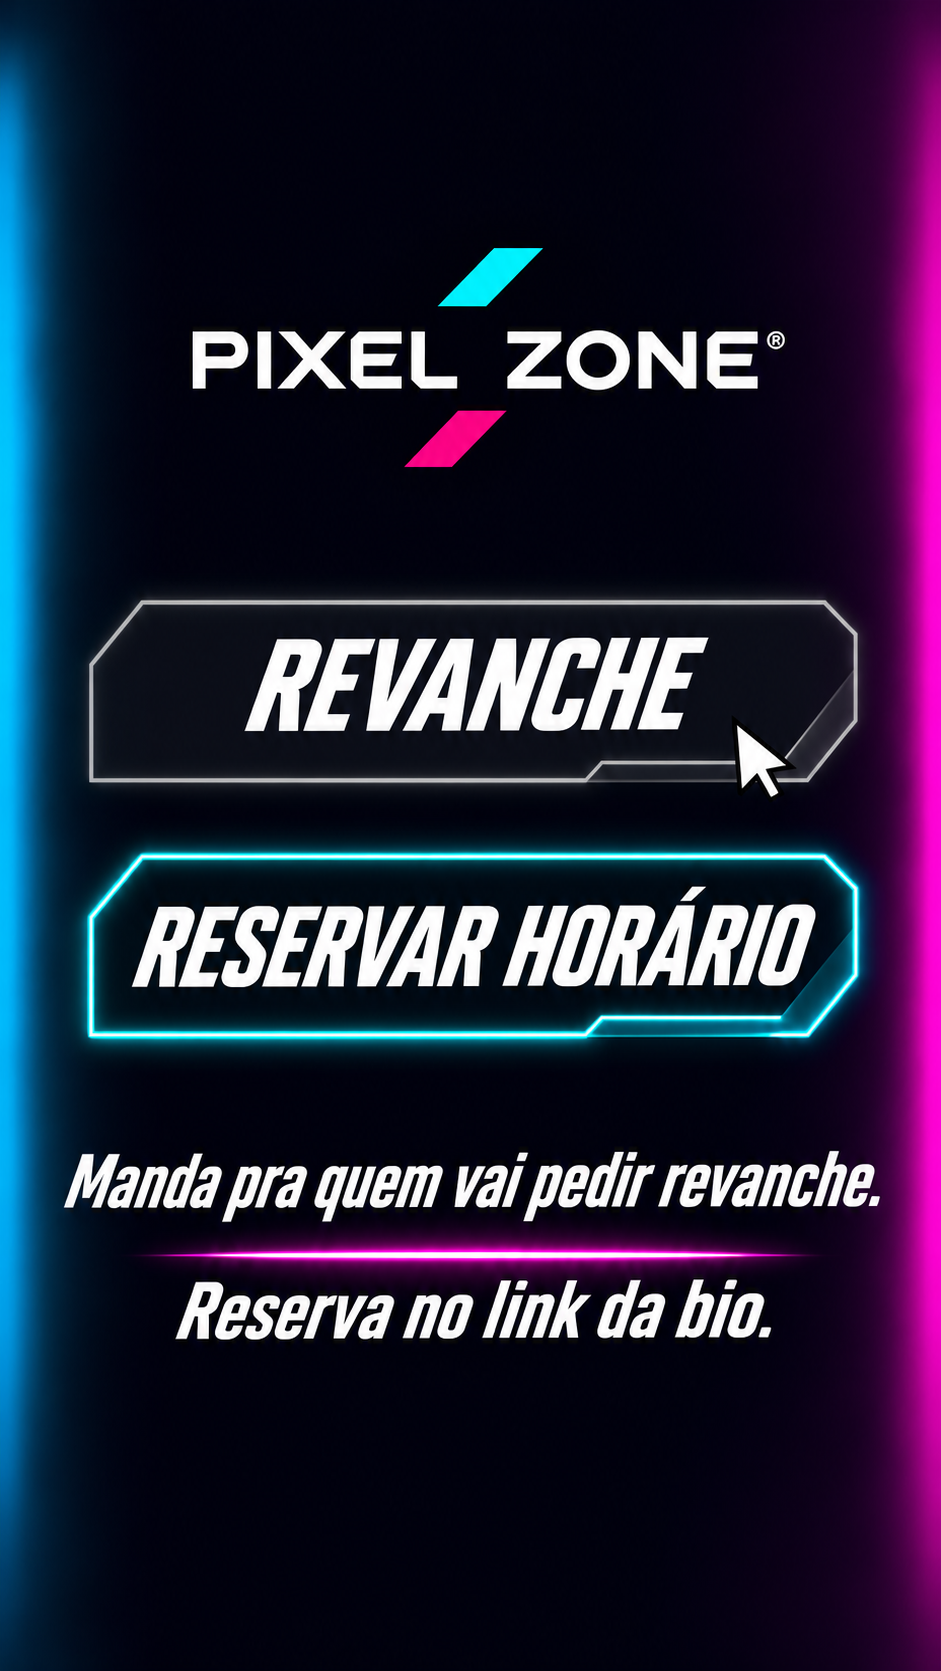 PIXEL ZONE®
REVANCHE
RESERVAR HORÁRIO
Manda pra quem vai pedir revanche.
Reserva no link da bio.